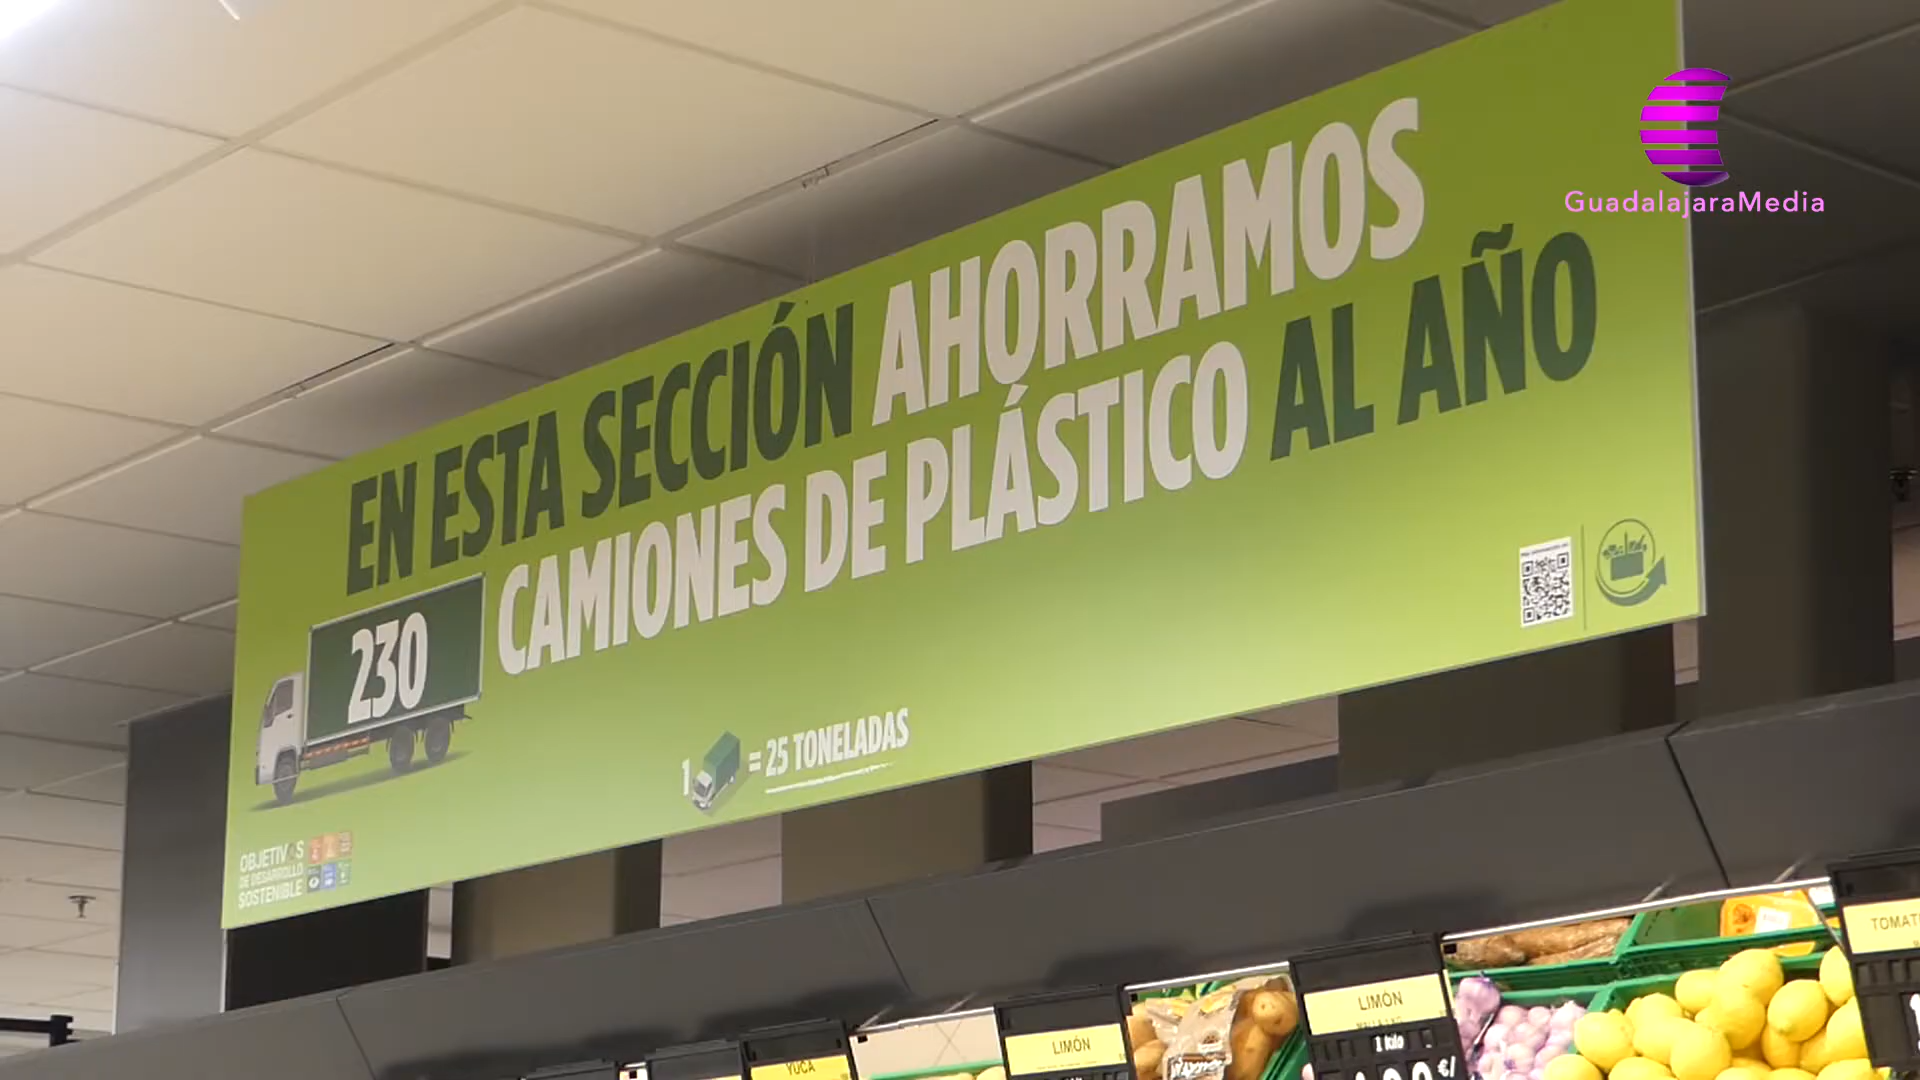 GuadalajaraMedia
EN ESTA SECCIÓN AHORRAMOS
230 CAMIONES DE PLÁSTICO AL AÑO
1 = 25 TONELADAS
OBJETIVOS
DE DESARROLLO
SOSTENIBLE
YUCA
LIMÓN
LIMÓN
1 kilo
€/